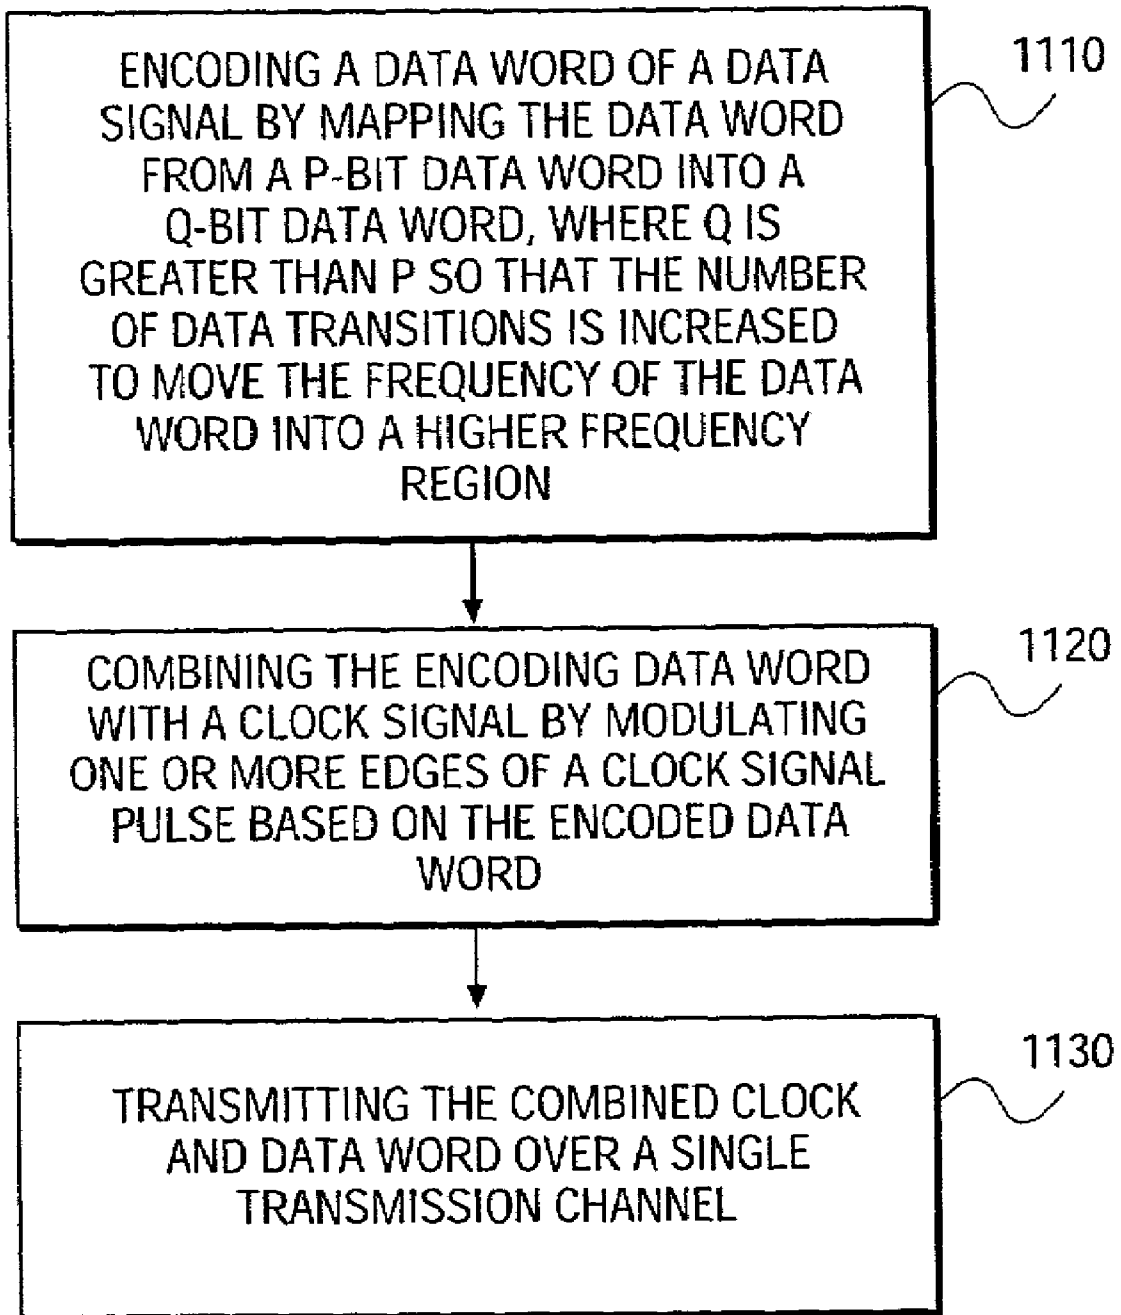 ENCODING A DATA WORD OF A DATA
SIGNAL BY MAPPING THE DATA WORD
FROM A P-BIT DATA WORD INTO A
Q-BIT DATA WORD, WHERE Q IS
GREATER THAN P SO THAT THE NUMBER
OF DATA TRANSITIONS IS INCREASED
TO MOVE THE FREQUENCY OF THE DATA
WORD INTO A HIGHER FREQUENCY
REGION
1110
COMBINING THE ENCODING DATA WORD
WITH A CLOCK SIGNAL BY MODULATING
ONE OR MORE EDGES OF A CLOCK SIGNAL
PULSE BASED ON THE ENCODED DATA
WORD
1120
TRANSMITTING THE COMBINED CLOCK
AND DATA WORD OVER A SINGLE
TRANSMISSION CHANNEL
1130